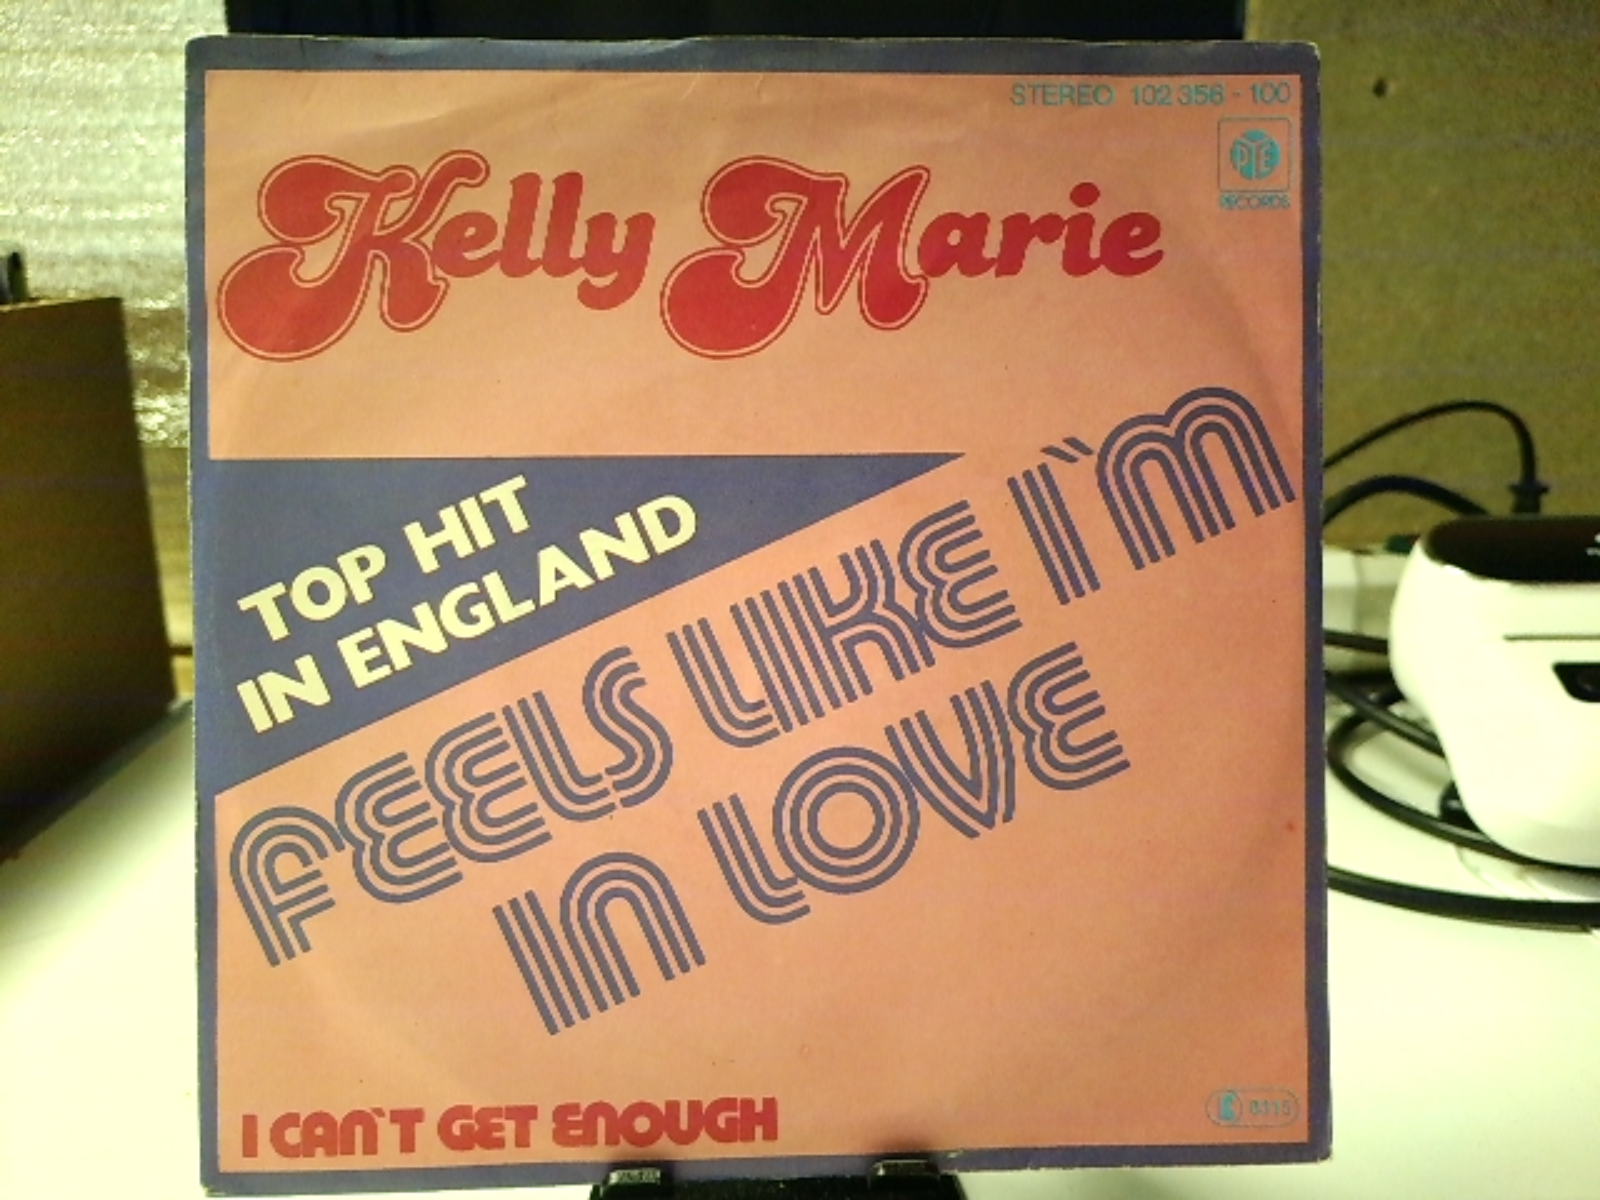 STEREO 102 356 - 100
PYE
RECORDS
Kelly Marie
TOP HIT
IN ENGLAND
FEELS LIKE I`M
IN LOVE
I CAN`T GET ENOUGH